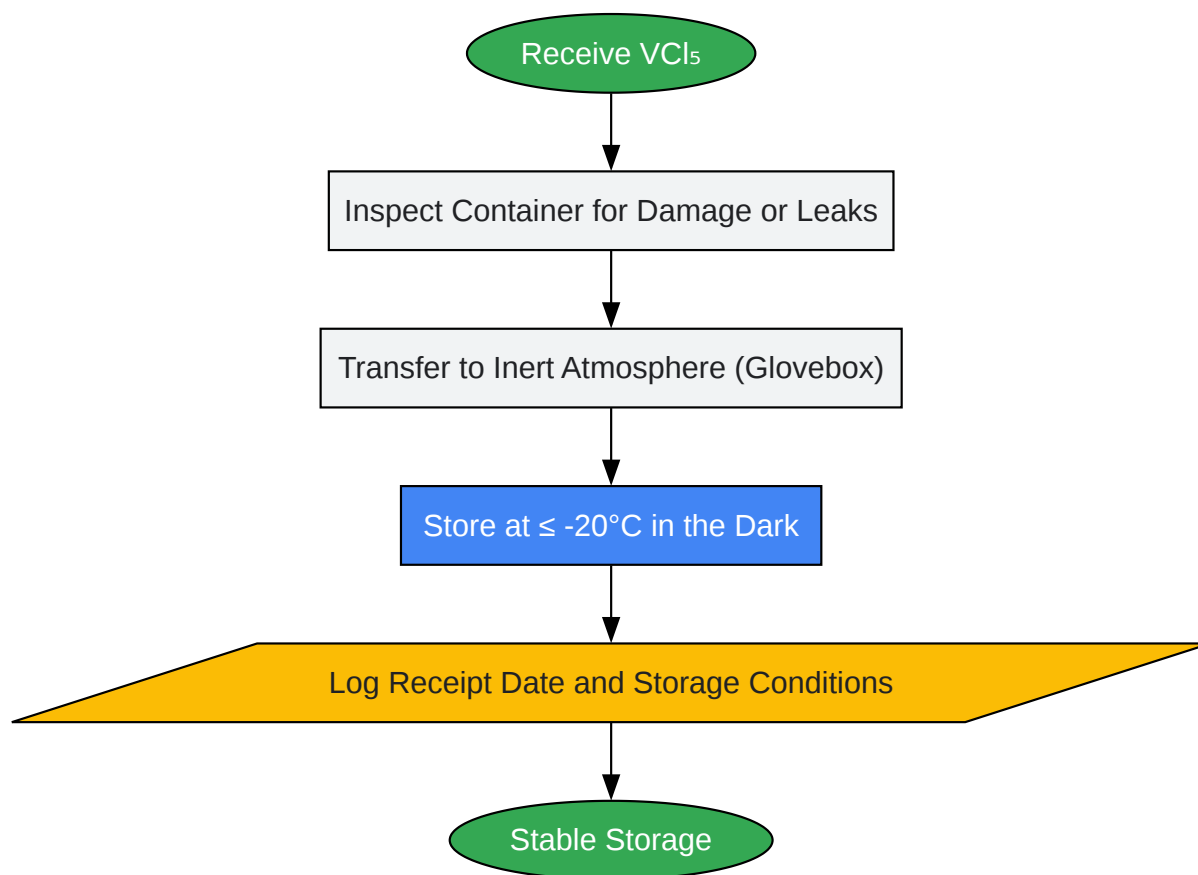 Receive VCl₅
Inspect Container for Damage or Leaks
Transfer to Inert Atmosphere (Glovebox)
Store at ≤ -20°C in the Dark
Log Receipt Date and Storage Conditions
Stable Storage